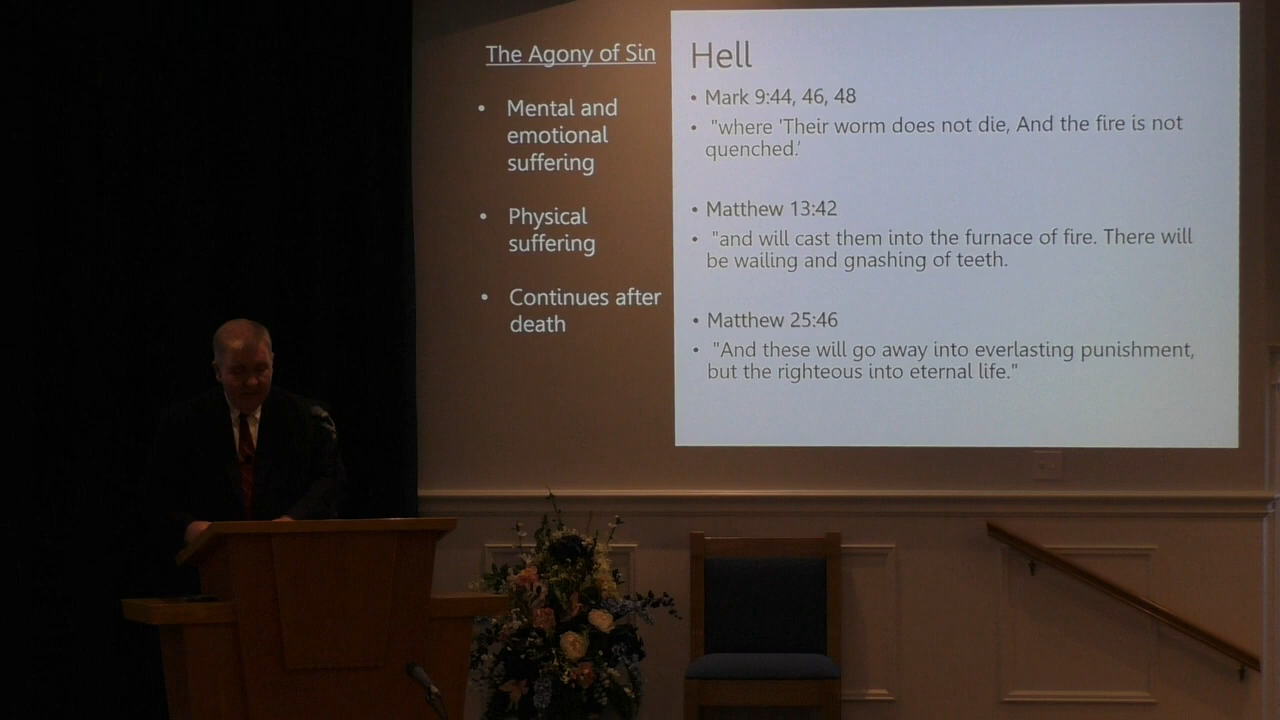 The Agony of Sin
• Mental and
emotional
suffering
• Physical
suffering
• Continues after
death
Hell
• Mark 9:44, 46, 48
• "where 'Their worm does not die, And the fire is not
quenched.'
• Matthew 13:42
• "and will cast them into the furnace of fire. There will
be wailing and gnashing of teeth.
• Matthew 25:46
• "And these will go away into everlasting punishment,
but the righteous into eternal life."